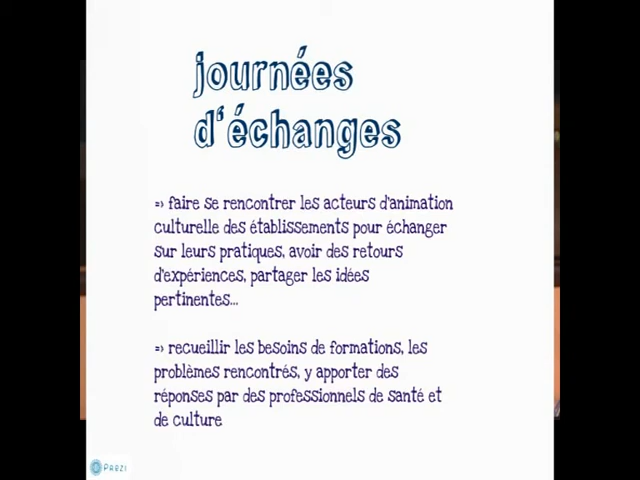 journées
d'échanges
=> faire se rencontrer les acteurs d'animation
culturelle des établissements pour échanger
sur leurs pratiques, avoir des retours
d'expériences, partager les idées
pertinentes...
=> recueillir les besoins de formations, les
problèmes rencontrés, y apporter des
réponses par des professionnels de santé et
de culture